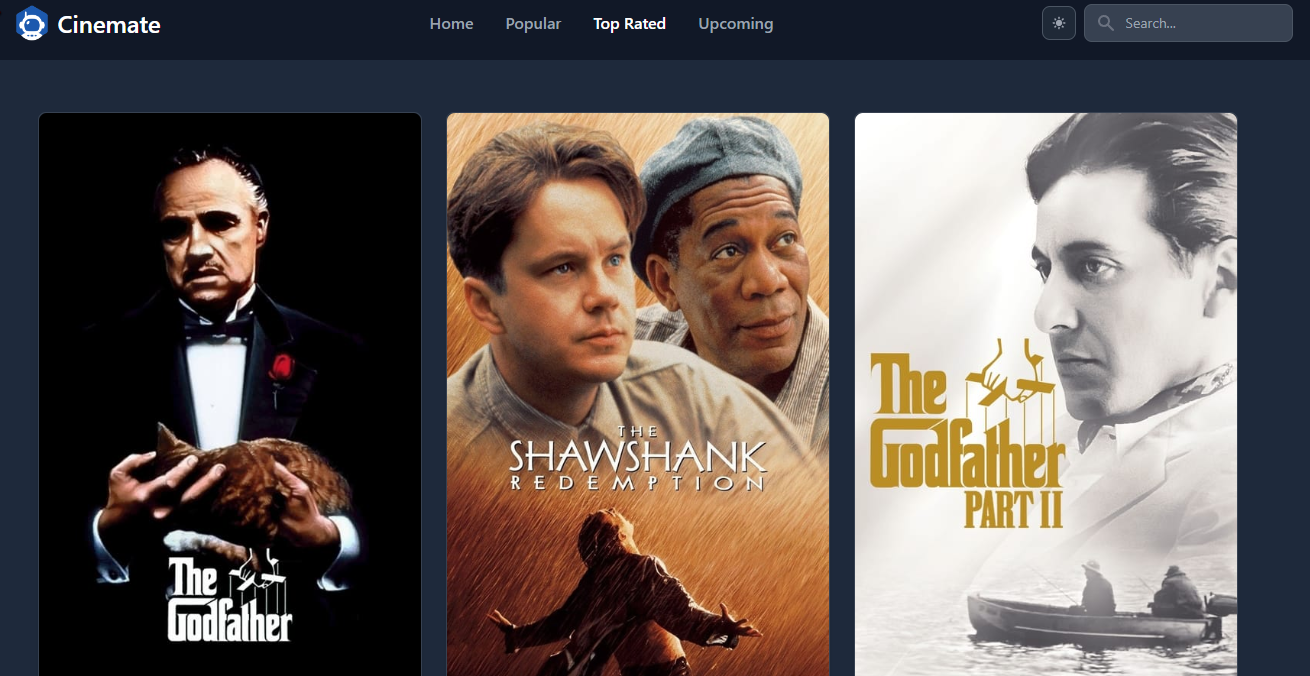 Cinemate
Home Popular Top Rated Upcoming
Search...
The
Godfather
THE
SHAWSHANK
REDEMPTION
The
Godfather
PART II